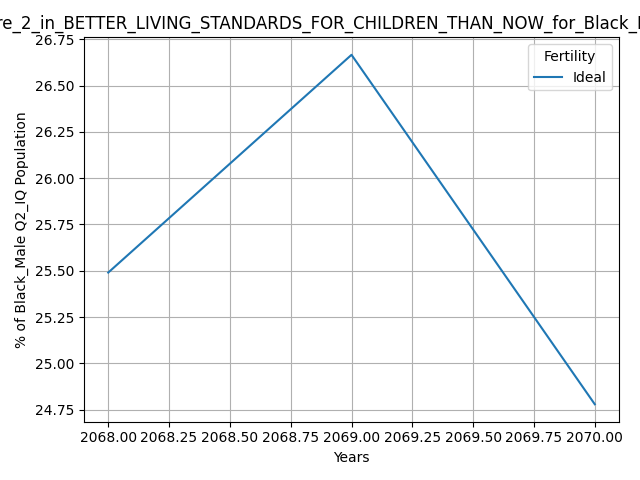 re_2_in_BETTER_LIVING_STANDARDS_FOR_CHILDREN_THAN_NOW_for_Black_
26.75
26.50
26.25
26.00
25.75
25.50
25.25
25.00
24.75
% of Black_Male Q2_IQ Population
Fertility
Ideal
2068.00 2068.25 2068.50 2068.75 2069.00 2069.25 2069.50 2069.75 2070.00
Years